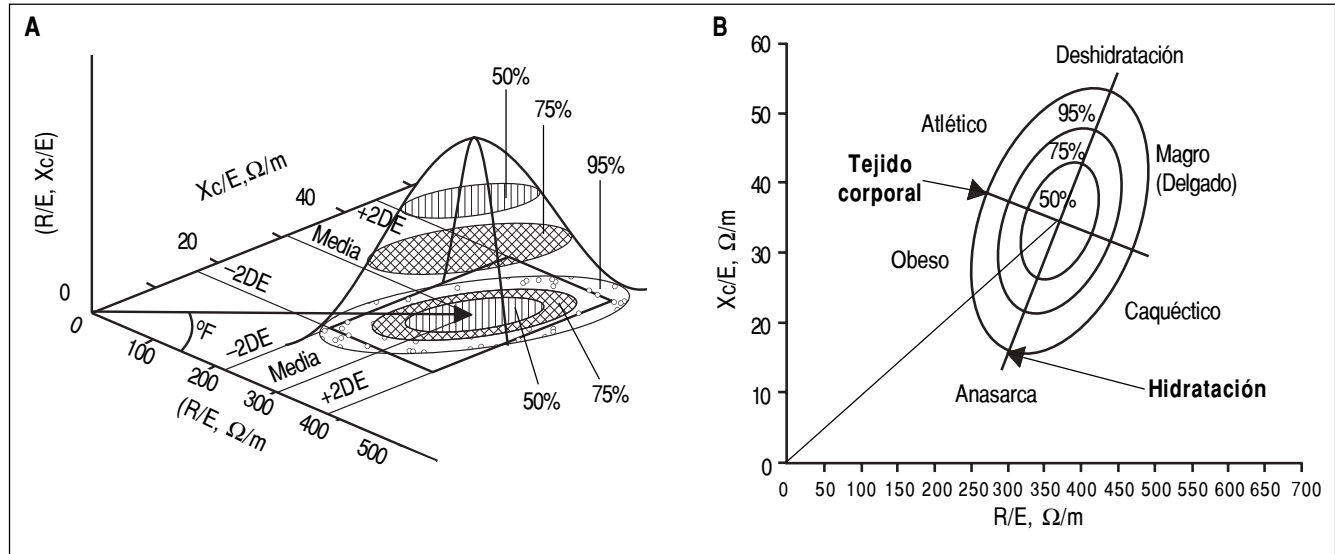 A
(R/E, Xc/E)
Xc/E,Ω/m
0
20
40
−2DE
Media
+2DE
50%
75%
95%
0
100
200
300
400
500
ºF
−2DE
Media
+2DE
50%
75%
(R/E, Ω/m
B
60
50
40
30
20
10
0
Xc/E, Ω/m
Deshidratación
Atlético
95%
75%
50%
Magro
(Delgado)
Tejido
corporal
Obeso
Caquéctico
Anasarca
Hidratación
0 50 100 150 200 250 300 350 400 450 500 550 600 650 700
R/E, Ω/m